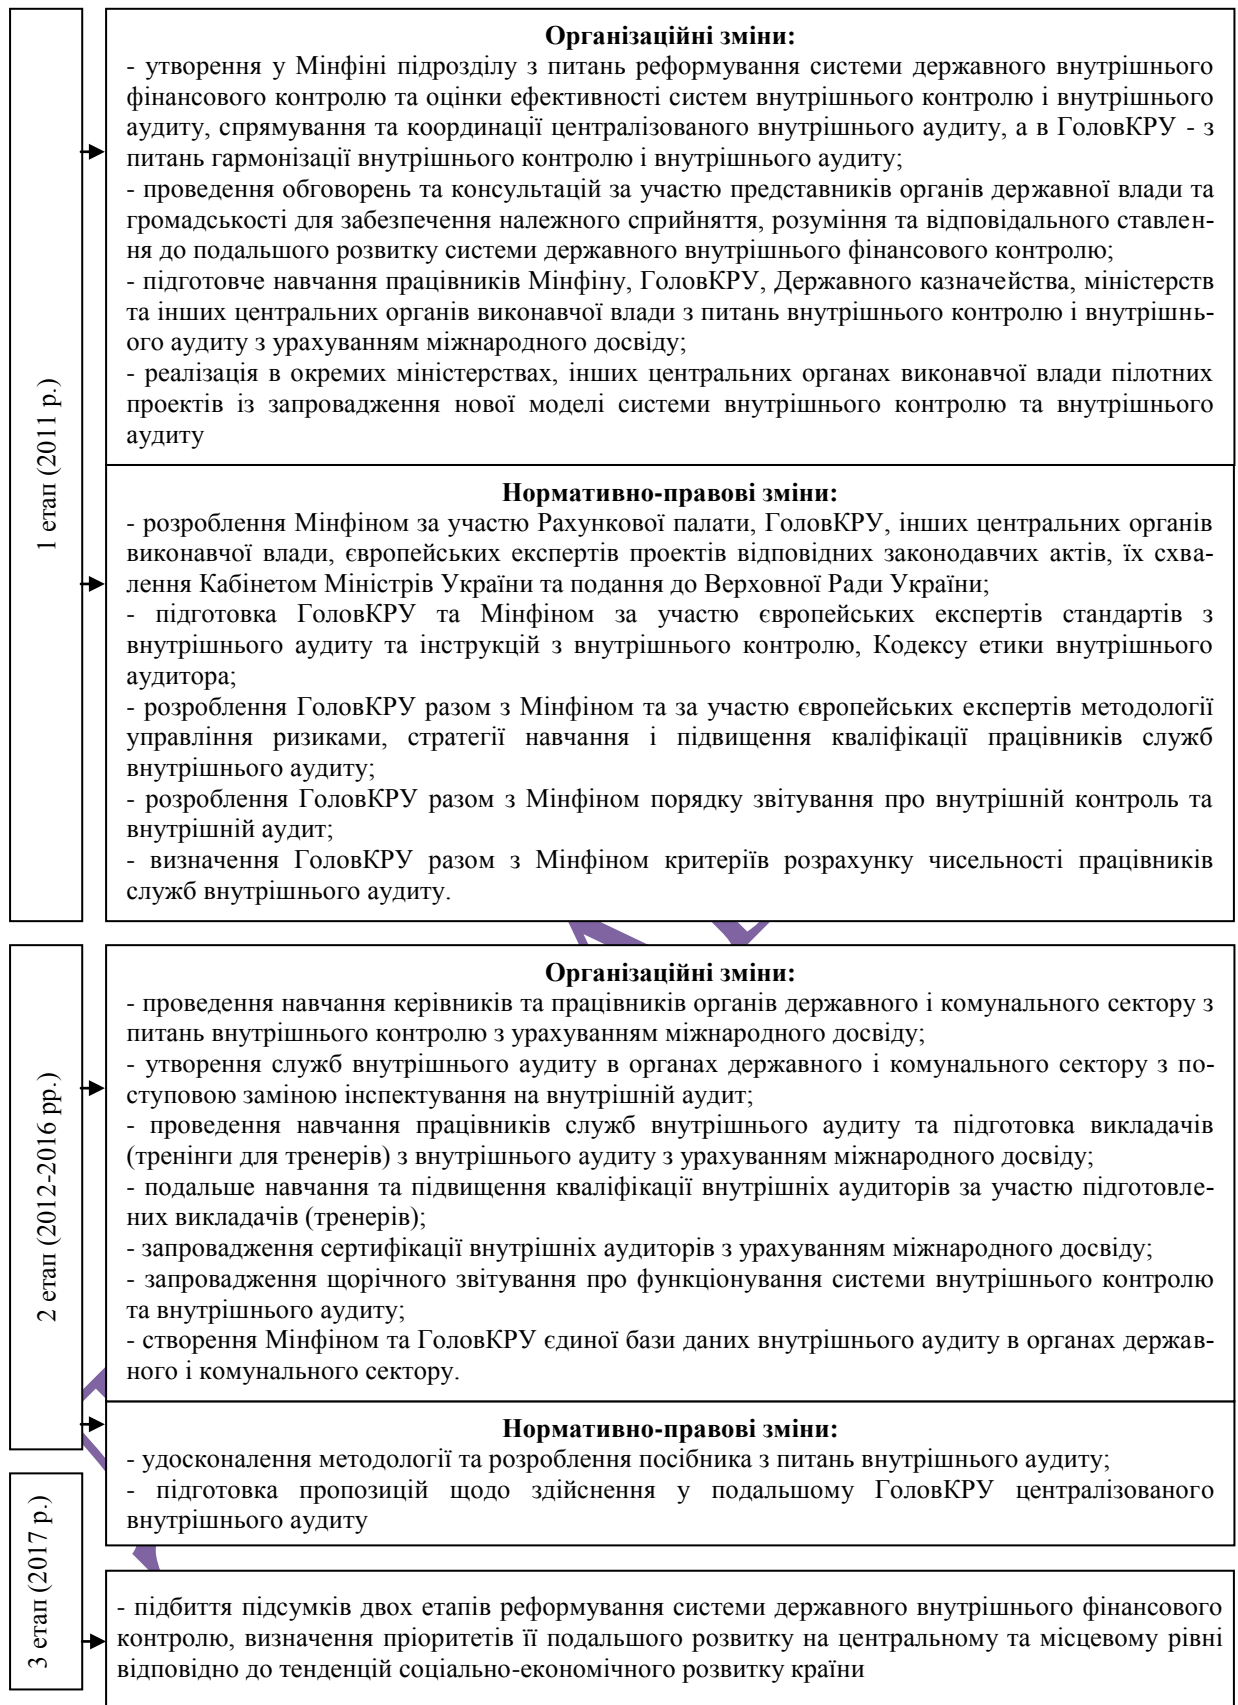 1 етап (2011 р.)
Організаційні зміни:
- утворення у Мінфіні підрозділу з питань реформування системи державного внутрішнього
фінансового контролю та оцінки ефективності систем внутрішнього контролю і внутрішнього
аудиту, спрямування та координації централізованого внутрішнього аудиту, а в ГоловКРУ - з
питань гармонізації внутрішнього контролю і внутрішнього аудиту;
- проведення обговорень та консультацій за участю представників органів державної влади та
громадськості для забезпечення належного сприйняття, розуміння та відповідального ставлен-
ня до подальшого розвитку системи державного внутрішнього фінансового контролю;
- підготовче навчання працівників Мінфіну, ГоловКРУ, Державного казначейства, міністерств
та інших центральних органів виконавчої влади з питань внутрішнього контролю і внутрішнь-
ого аудиту з урахуванням міжнародного досвіду;
- реалізація в окремих міністерствах, інших центральних органах виконавчої влади пілотних
проектів із запровадження нової моделі системи внутрішнього контролю та внутрішнього
аудиту
Нормативно-правові зміни:
- розроблення Мінфіном за участю Рахункової палати, ГоловКРУ, інших центральних органів
виконавчої влади, європейських експертів проектів відповідних законодавчих актів, їх схва-
лення Кабінетом Міністрів України та подання до Верховної Ради України;
- підготовка ГоловКРУ та Мінфіном за участю європейських експертів стандартів з
внутрішнього аудиту та інструкцій з внутрішнього контролю, Кодексу етики внутрішнього
аудитора;
- розроблення ГоловКРУ разом з Мінфіном та за участю європейських експертів методології
управління ризиками, стратегії навчання і підвищення кваліфікації працівників служб
внутрішнього аудиту;
- розроблення ГоловКРУ разом з Мінфіном порядку звітування про внутрішній контроль та
внутрішній аудит;
- визначення ГоловКРУ разом з Мінфіном критеріїв розрахунку чисельності працівників
служб внутрішнього аудиту.
2 етап (2012-2016 рр.)
Організаційні зміни:
- проведення навчання керівників та працівників органів державного і комунального сектору з
питань внутрішнього контролю з урахуванням міжнародного досвіду;
- утворення служб внутрішнього аудиту в органах державного і комунального сектору з по-
ступовою заміною інспектування на внутрішній аудит;
- проведення навчання працівників служб внутрішнього аудиту та підготовка викладачів
(тренінги для тренерів) з внутрішнього аудиту з урахуванням міжнародного досвіду;
- подальше навчання та підвищення кваліфікації внутрішніх аудиторів за участю підготовле-
них викладачів (тренерів);
- запровадження сертифікації внутрішніх аудиторів з урахуванням міжнародного досвіду;
- запровадження щорічного звітування про функціонування системи внутрішнього контролю
та внутрішнього аудиту;
- створення Мінфіном та ГоловКРУ єдиної бази даних внутрішнього аудиту в органах держав-
ного і комунального сектору.
Нормативно-правові зміни:
- удосконалення методології та розроблення посібника з питань внутрішнього аудиту;
- підготовка пропозицій щодо здійснення у подальшому ГоловКРУ централізованого
внутрішнього аудиту
3 етап (2017 р.)
- підбиття підсумків двох етапів реформування системи державного внутрішнього фінансового
контролю, визначення пріоритетів її подальшого розвитку на центральному та місцевому рівні
відповідно до тенденцій соціально-економічного розвитку країни